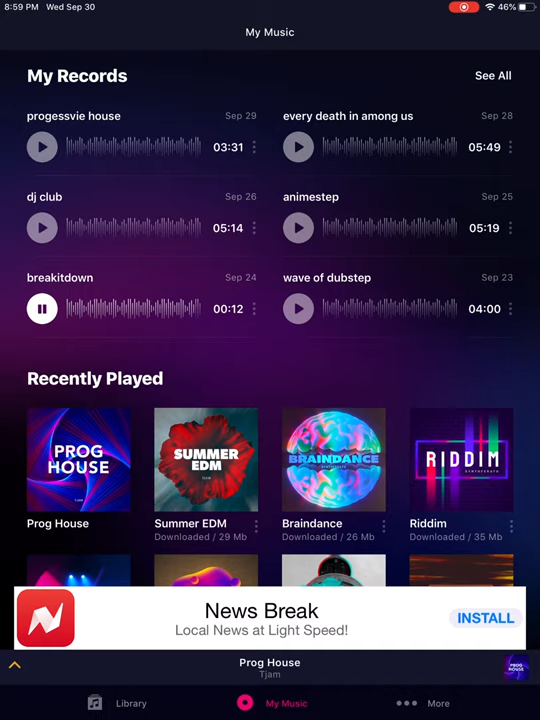 8:59 PM Wed Sep 30 46%
My Music
My Records See All
progessvie house Sep 29
03:31
every death in among us Sep 28
05:49
dj club Sep 26
05:14
animestep Sep 25
05:19
breakitdown Sep 24
00:12
wave of dubstep Sep 23
04:00
Recently Played
PROG
HOUSE
Prog House
SUMMER
EDM
Summer EDM
Downloaded / 29 Mb
BRAINDANCE
Braindance
Downloaded / 26 Mb
RIDDIM
Riddim
Downloaded / 35 Mb
News Break
Local News at Light Speed!
INSTALL
Prog House
Tjam
PROG
HOUSE
Library My Music More